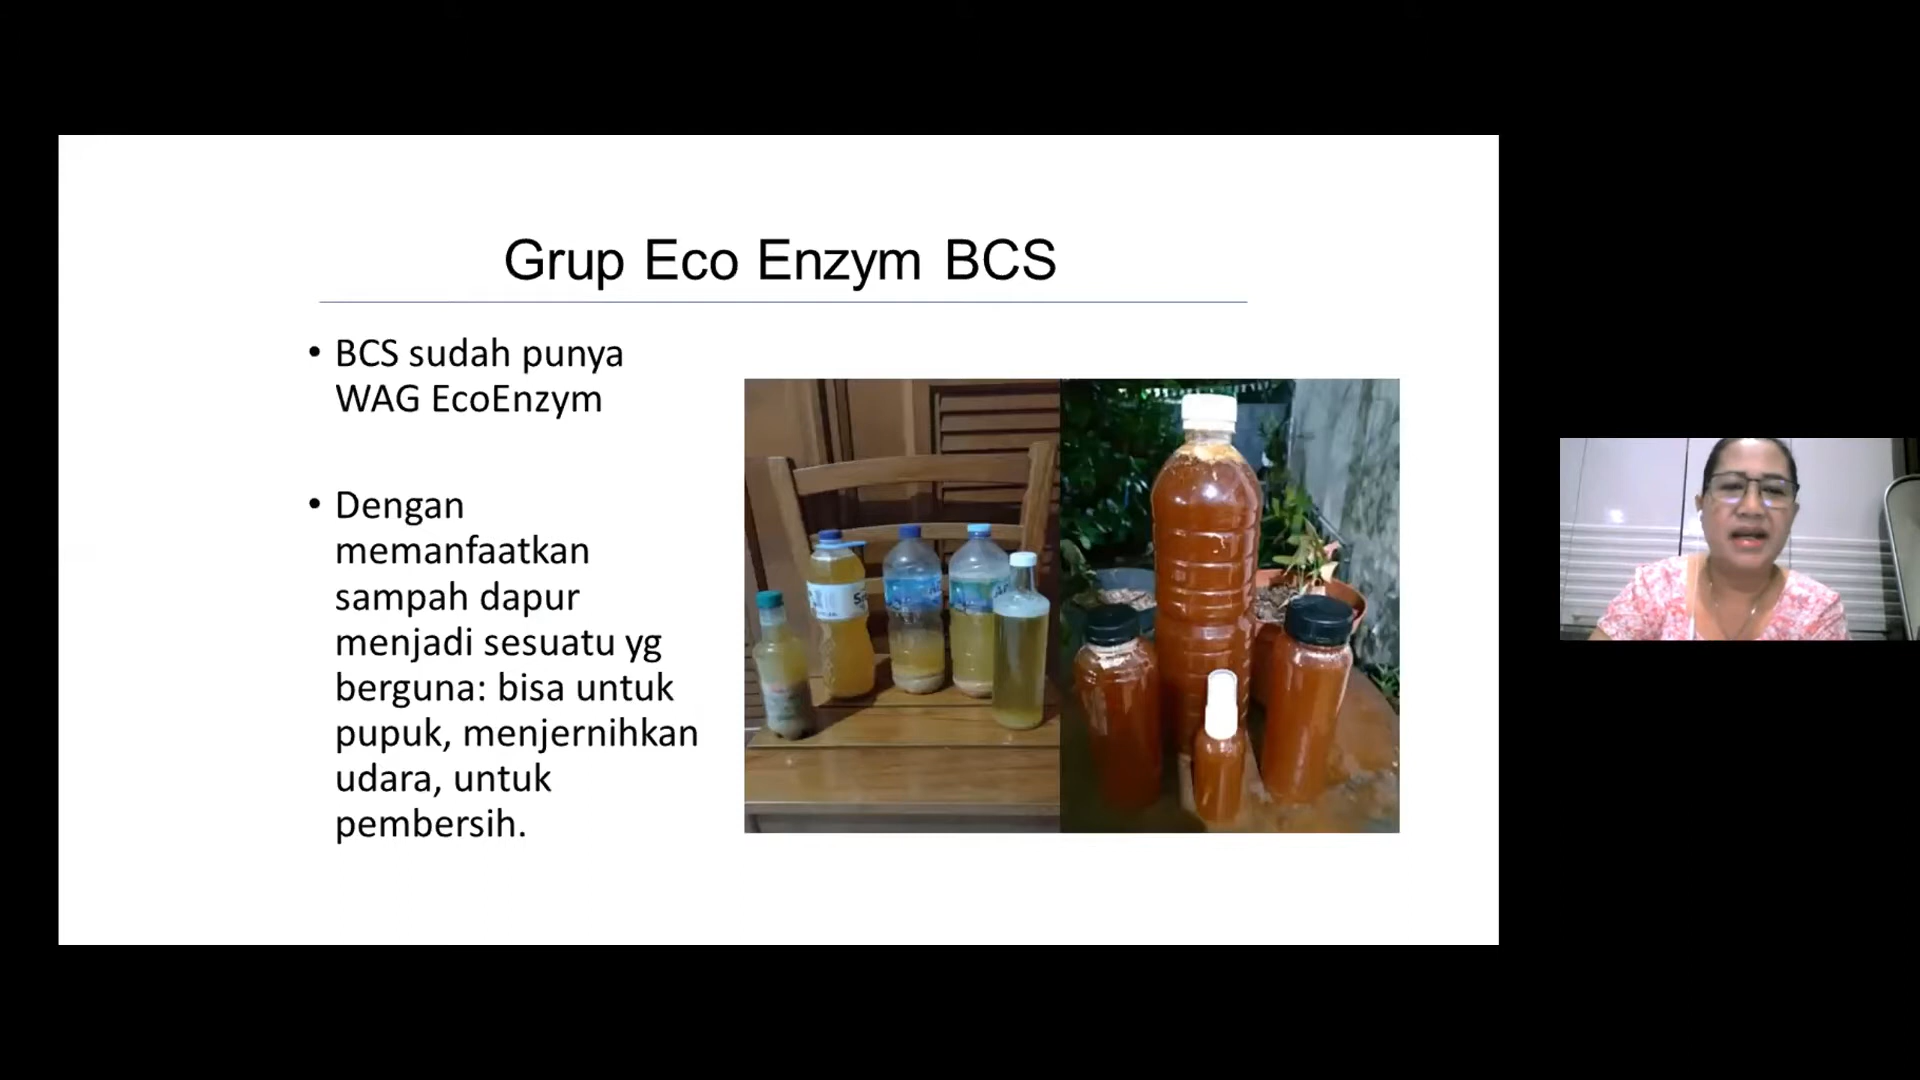 Grup Eco Enzym BCS
• BCS sudah punya
WAG EcoEnzym
• Dengan
memanfaatkan
sampah dapur
menjadi sesuatu yg
berguna: bisa untuk
pupuk, menjernihkan
udara, untuk
pembersih.